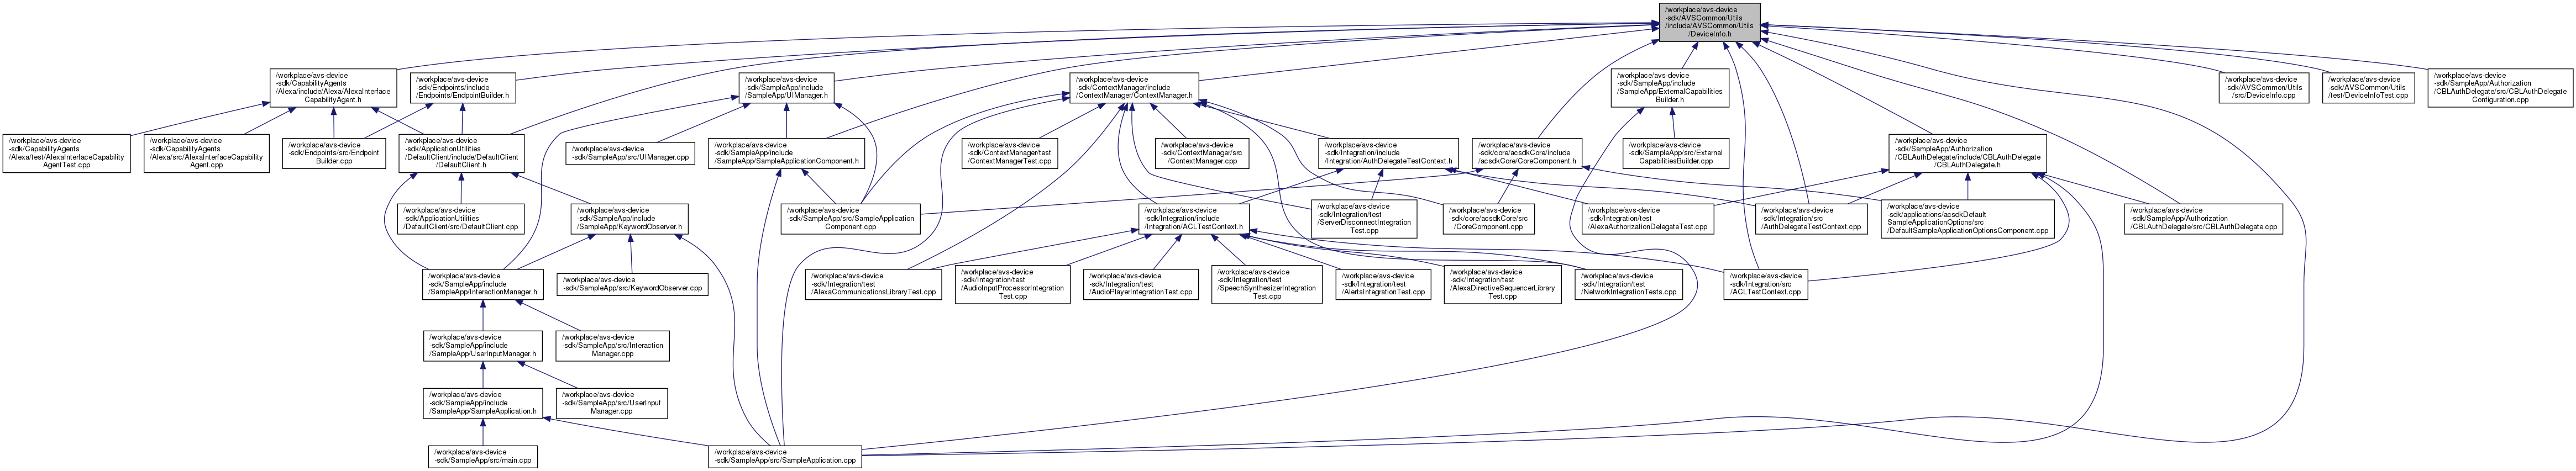 /workplace/avs-device
-sdk/AVSCommon/Utils
/include/AVSCommon/Utils
/DeviceInfo.h
/workplace/avs-device
-sdk/CapabilityAgents
/Alexa/include/Alexa/AlexaInterface
CapabilityAgent.h
/workplace/avs-device
-sdk/Endpoints/include
/Endpoints/EndpointBuilder.h
/workplace/avs-device
-sdk/SampleApp/include
/SampleApp/UIManager.h
/workplace/avs-device
-sdk/ContextManager/include
/ContextManager/ContextManager.h
/workplace/avs-device
-sdk/SampleApp/include
/SampleApp/ExternalCapabilities
Builder.h
/workplace/avs-device
-sdk/AVSCommon/Utils
/src/DeviceInfo.cpp
/workplace/avs-device
-sdk/AVSCommon/Utils
/test/DeviceInfoTest.cpp
/workplace/avs-device
-sdk/SampleApp/Authorization
/CBLAuthDelegate/src/CBLAuthDelegate
Configuration.cpp
/workplace/avs-device
-sdk/CapabilityAgents
/Alexa/test/AlexaInterfaceCapability
AgentTest.cpp
/workplace/avs-device
-sdk/CapabilityAgents
/Alexa/src/AlexaInterfaceCapability
Agent.cpp
/workplace/avs-device
-sdk/Endpoints/src/Endpoint
Builder.cpp
/workplace/avs-device
-sdk/ApplicationUtilities
/DefaultClient/include/DefaultClient
/DefaultClient.h
/workplace/avs-device
-sdk/SampleApp/src/UIManager.cpp
/workplace/avs-device
-sdk/SampleApp/include
/SampleApp/SampleApplicationComponent.h
/workplace/avs-device
-sdk/ContextManager/test
/ContextManagerTest.cpp
/workplace/avs-device
-sdk/ContextManager/src
/ContextManager.cpp
/workplace/avs-device
-sdk/Integration/include
/Integration/AuthDelegateTestContext.h
/workplace/avs-device
-sdk/core/acsdkCore/include
/acsdkCore/CoreComponent.h
/workplace/avs-device
-sdk/SampleApp/src/External
CapabilitiesBuilder.cpp
/workplace/avs-device
-sdk/SampleApp/Authorization
/CBLAuthDelegate/include/CBLAuthDelegate
/CBLAuthDelegate.h
/workplace/avs-device
-sdk/ApplicationUtilities
/DefaultClient/src/DefaultClient.cpp
/workplace/avs-device
-sdk/SampleApp/include
/SampleApp/KeywordObserver.h
/workplace/avs-device
-sdk/SampleApp/src/SampleApplication
Component.cpp
/workplace/avs-device
-sdk/Integration/include
/Integration/ACLTestContext.h
/workplace/avs-device
-sdk/Integration/test
/ServerDisconnectIntegration
Test.cpp
/workplace/avs-device
-sdk/core/acsdkCore/src
/CoreComponent.cpp
/workplace/avs-device
-sdk/Integration/test
/AlexaAuthorizationDelegateTest.cpp
/workplace/avs-device
-sdk/Integration/src
/AuthDelegateTestContext.cpp
/workplace/avs-device
-sdk/applications/acsdkDefault
SampleApplicationOptions/src
/DefaultSampleApplicationOptionsComponent.cpp
/workplace/avs-device
-sdk/SampleApp/Authorization
/CBLAuthDelegate/src/CBLAuthDelegate.cpp
/workplace/avs-device
-sdk/SampleApp/include
/SampleApp/InteractionManager.h
/workplace/avs-device
-sdk/SampleApp/src/KeywordObserver.cpp
/workplace/avs-device
-sdk/Integration/test
/AlexaCommunicationsLibraryTest.cpp
/workplace/avs-device
-sdk/Integration/test
/AudioInputProcessorIntegration
Test.cpp
/workplace/avs-device
-sdk/Integration/test
/AudioPlayerIntegrationTest.cpp
/workplace/avs-device
-sdk/Integration/test
/SpeechSynthesizerIntegration
Test.cpp
/workplace/avs-device
-sdk/Integration/test
/AlertsIntegrationTest.cpp
/workplace/avs-device
-sdk/Integration/test
/AlexaDirectiveSequencerLibrary
Test.cpp
/workplace/avs-device
-sdk/Integration/test
/NetworkIntegrationTests.cpp
/workplace/avs-device
-sdk/Integration/src
/ACLTestContext.cpp
/workplace/avs-device
-sdk/SampleApp/include
/SampleApp/UserInputManager.h
/workplace/avs-device
-sdk/SampleApp/src/Interaction
Manager.cpp
/workplace/avs-device
-sdk/SampleApp/include
/SampleApp/SampleApplication.h
/workplace/avs-device
-sdk/SampleApp/src/UserInput
Manager.cpp
/workplace/avs-device
-sdk/SampleApp/src/main.cpp
/workplace/avs-device
-sdk/SampleApp/src/SampleApplication.cpp